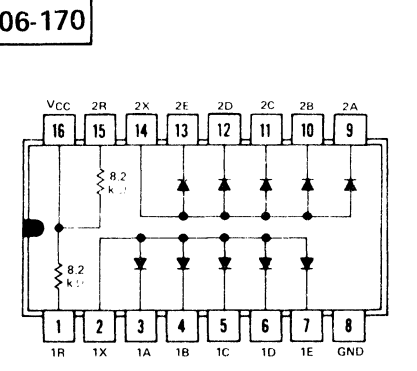 06-170
VCC 2R 2X 2E 2D 2C 2B 2A
16 15 14 13 12 11 10 9
8.2
k Ω
8.2
k Ω
1 2 3 4 5 6 7 8
1R 1X 1A 1B 1C 1D 1E GND